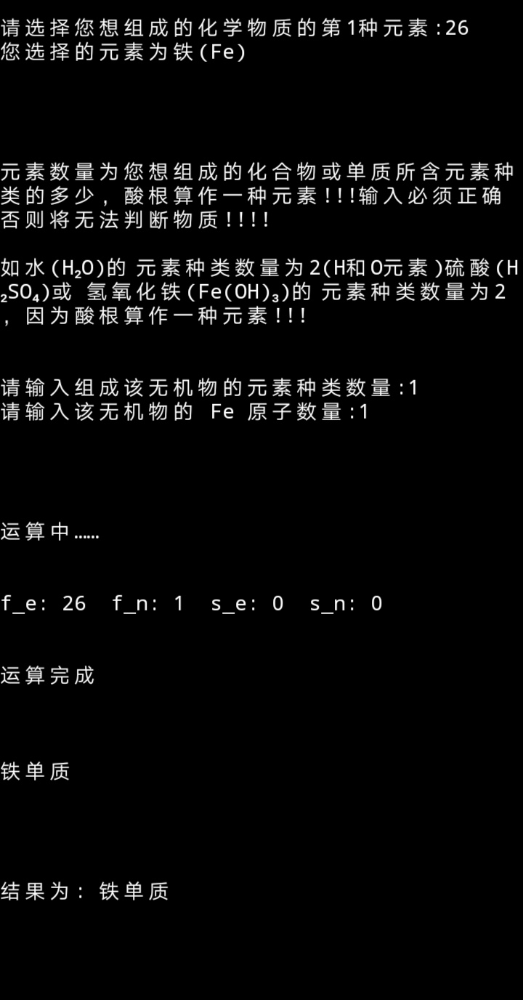 请选择您想组成的化学物质的第1种元素:26
您选择的元素为铁(Fe)
元素数量为您想组成的化合物或单质所含元素种
类的多少，酸根算作一种元素!!!输入必须正确
否则将无法判断物质!!!!
如水(H₂O)的 元素种类数量为2(H和O元素)硫酸(H
₂SO₄)或 氢氧化铁(Fe(OH)₃)的 元素种类数量为2
，因为酸根算作一种元素!!!
请输入组成该无机物的元素种类数量:1
请输入该无机物的 Fe 原子数量:1
运算中……
f_e: 26  f_n: 1  s_e: 0  s_n: 0
运算完成
铁单质
结果为: 铁单质